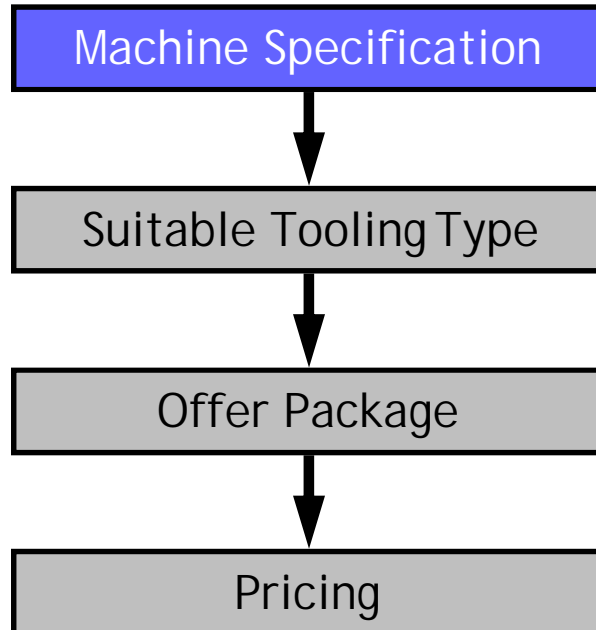 Machine Specification
Suitable Tooling Type
Offer Package
Pricing